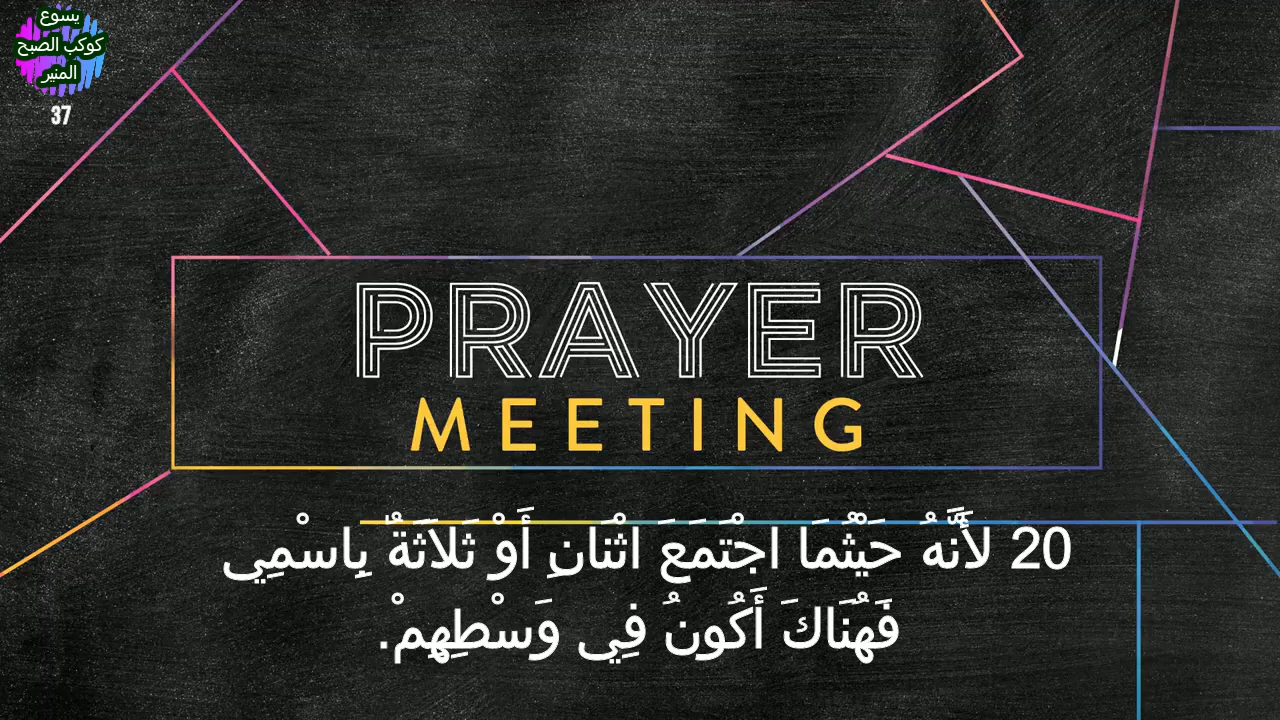 يسوع
كوكب الصبح
المنير
37
PRAYER
MEETING
20 لأَنَّهُ حَيْثُمَا اجْتَمَعَ اثْنَانِ أَوْ ثَلاَثَةٌ بِاسْمِي
فَهُنَاكَ أَكُونُ فِي وَسْطِهِمْ.